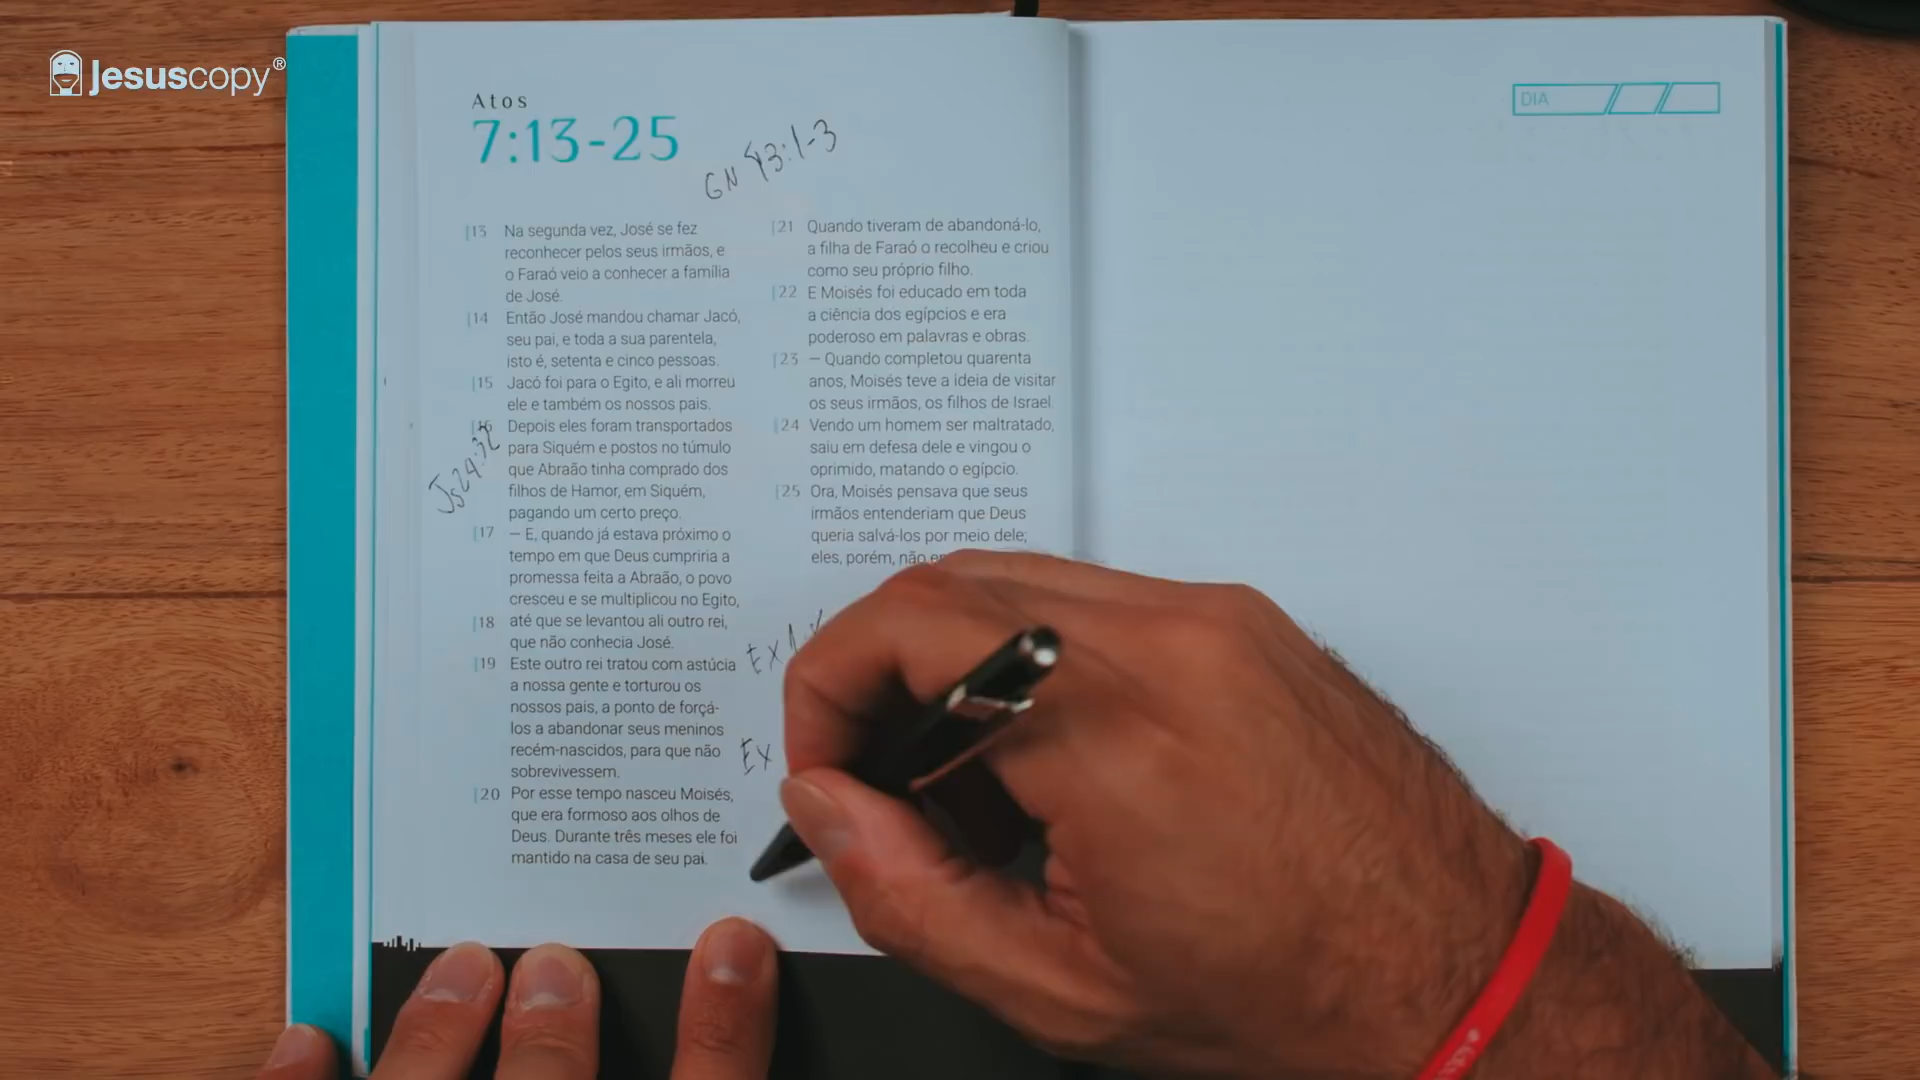 Jesuscopy®
Atos
7:13-25
GN 43:1-3
DIA
|13 Na segunda vez, José se fez
reconhecer pelos seus irmãos, e
o Faraó veio a conhecer a família
de José.
|14 Então José mandou chamar Jacó,
seu pai, e toda a sua parentela,
isto é, setenta e cinco pessoas.
|15 Jacó foi para o Egito, e ali morreu
ele e também os nossos pais.
|16 Depois eles foram transportados
para Siquém e postos no túmulo
que Abraão tinha comprado dos
filhos de Hamor, em Siquém,
pagando um certo preço.
Js 24:32
|17 – E, quando já estava próximo o
tempo em que Deus cumpriria a
promessa feita a Abraão, o povo
cresceu e se multiplicou no Egito,
|18 até que se levantou ali outro rei,
que não conhecia José.
|19 Este outro rei tratou com astúcia
a nossa gente e torturou os
nossos pais, a ponto de forçá-
los a abandonar seus meninos
recém-nascidos, para que não
sobrevivessem.
|20 Por esse tempo nasceu Moisés,
que era formoso aos olhos de
Deus. Durante três meses ele foi
mantido na casa de seu pai.
|21 Quando tiveram de abandoná-lo,
a filha de Faraó o recolheu e criou
como seu próprio filho.
|22 E Moisés foi educado em toda
a ciência dos egípcios e era
poderoso em palavras e obras.
|23 – Quando completou quarenta
anos, Moisés teve a ideia de visitar
os seus irmãos, os filhos de Israel.
|24 Vendo um homem ser maltratado,
saiu em defesa dele e vingou o
oprimido, matando o egípcio.
|25 Ora, Moisés pensava que seus
irmãos entenderiam que Deus
queria salvá-los por meio dele;
eles, porém, não
EX
EX